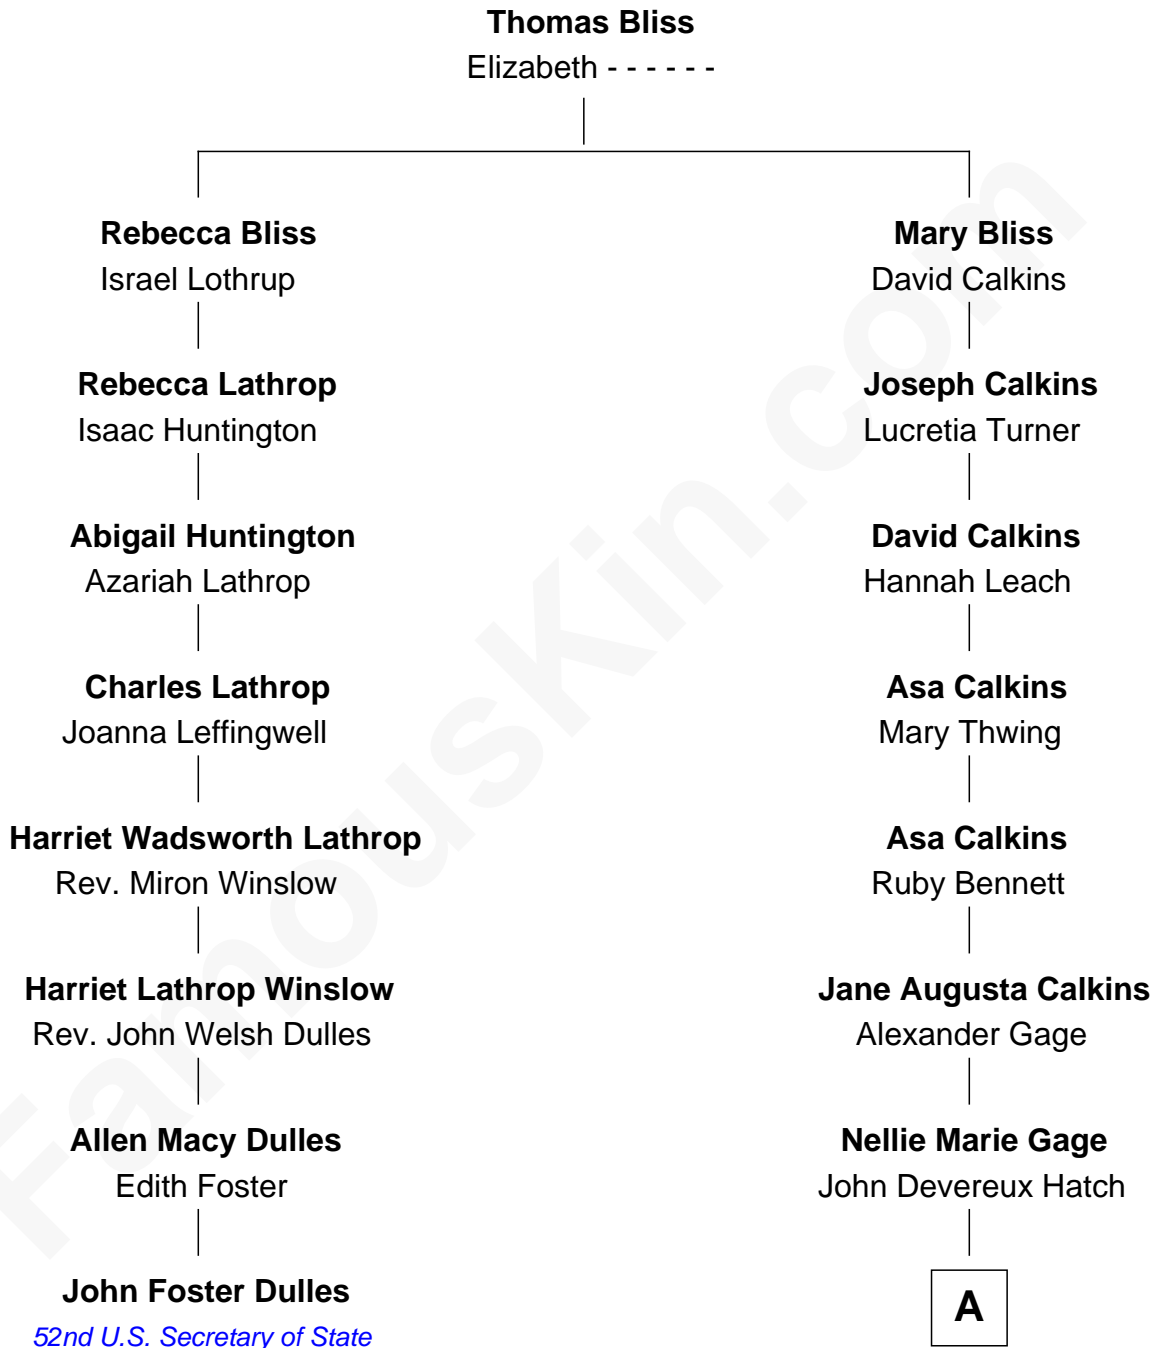 Thomas Bliss
Elizabeth - - - - - -
Rebecca Bliss
Israel Lothrup
Mary Bliss
David Calkins
Rebecca Lathrop
Isaac Huntington
Joseph Calkins
Lucretia Turner
Abigail Huntington
Azariah Lathrop
David Calkins
Hannah Leach
Charles Lathrop
Joanna Leffingwell
Asa Calkins
Mary Thwing
Harriet Wadsworth Lathrop
Rev. Miron Winslow
Asa Calkins
Ruby Bennett
Harriet Lathrop Winslow
Rev. John Welsh Dulles
Jane Augusta Calkins
Alexander Gage
Allen Macy Dulles
Edith Foster
Nellie Marie Gage
John Devereux Hatch
John Foster Dulles
52nd U.S. Secretary of State
A
FamousKin.com